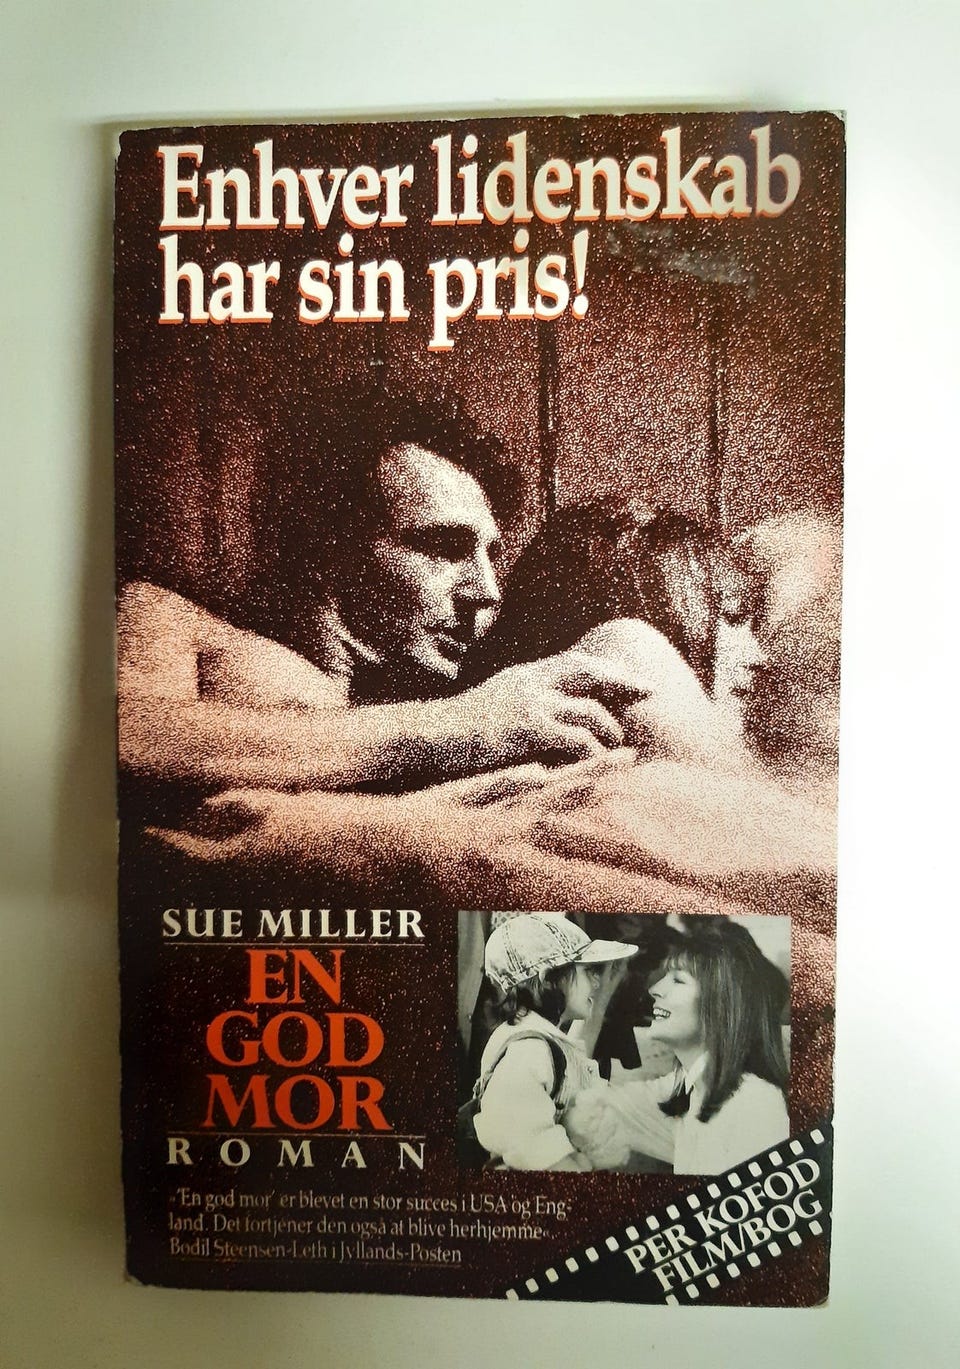 Enhver lidenskab
har sin pris!
SUE MILLER
EN
GOD
MOR
ROMAN
»'En god mor' er blevet en stor succes i USA og Eng-
land. Det fortjener den også at blive herhjemme«.
Bodil Steensen-Leth i Jyllands-Posten
PER KOFOD
FILM/BOG